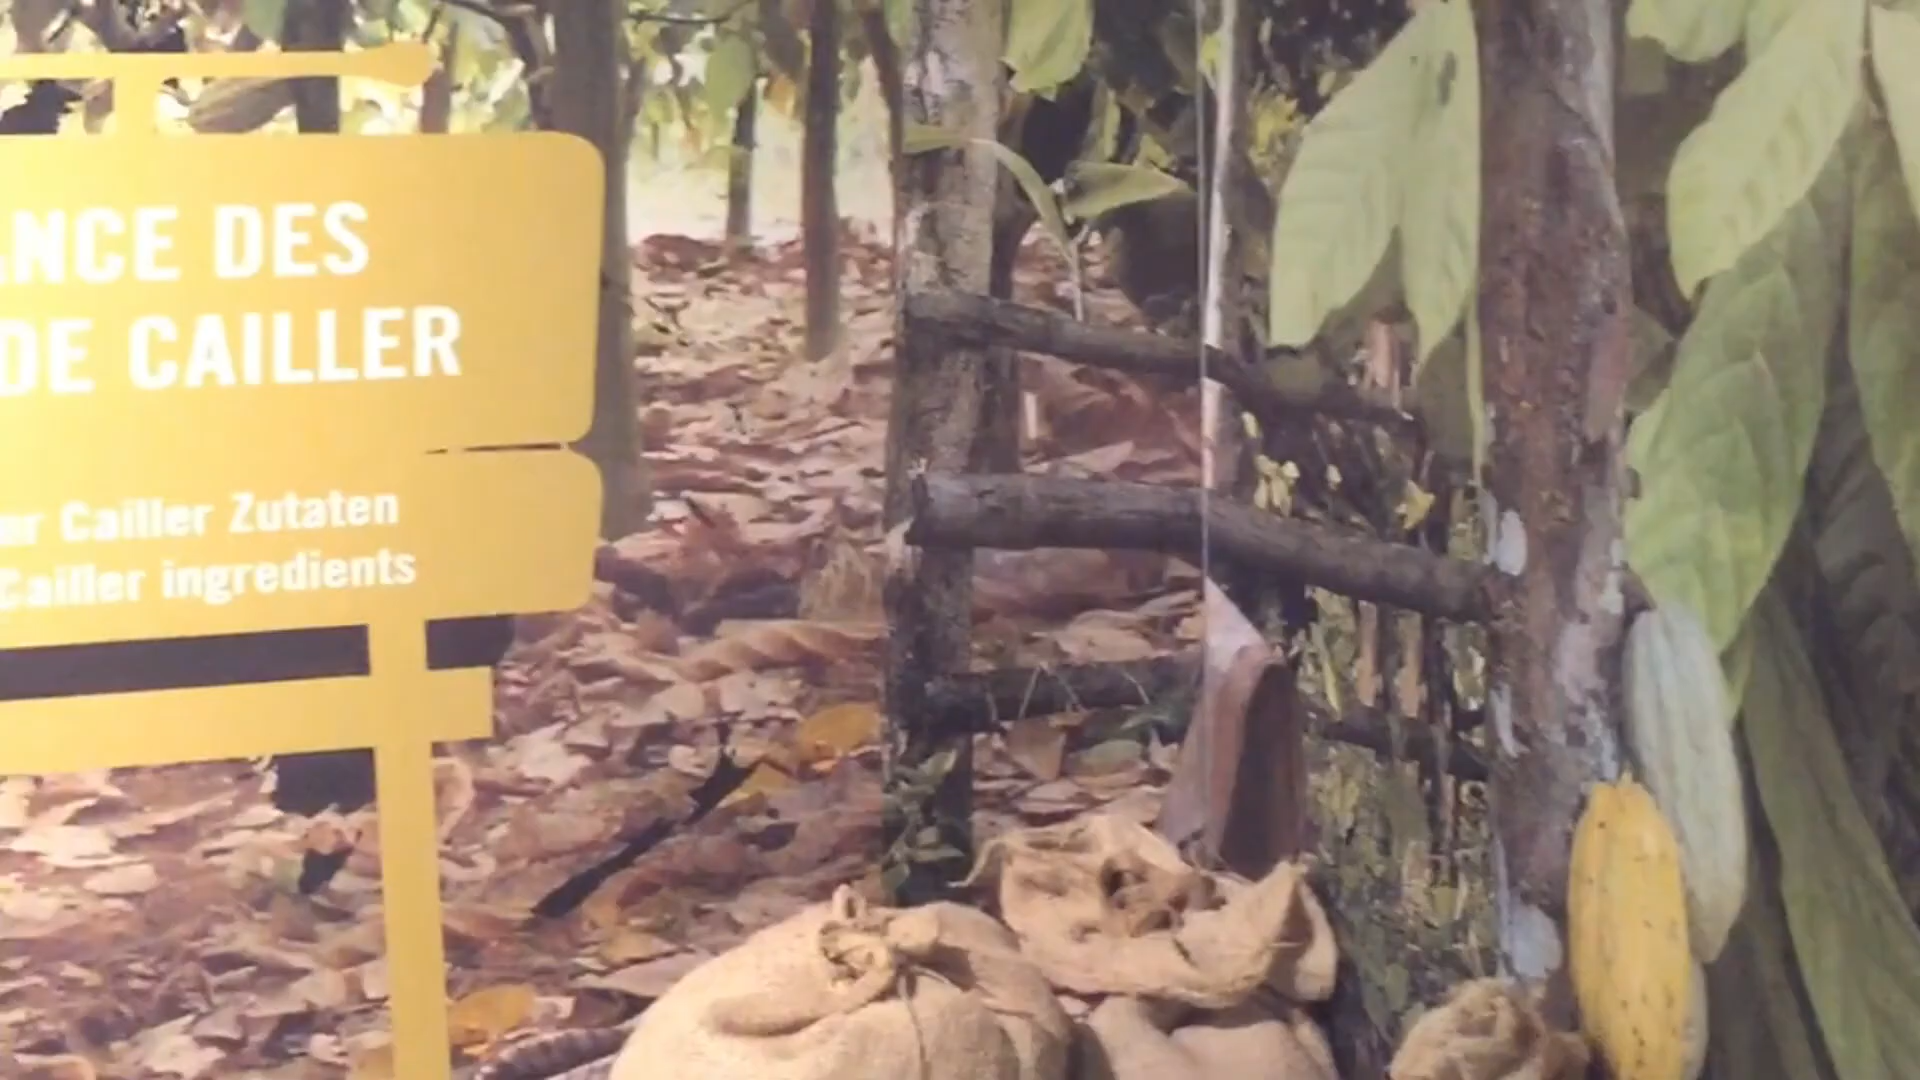 NCE DES
DE CAILLER
Cailler Zutaten
Cailler ingredients